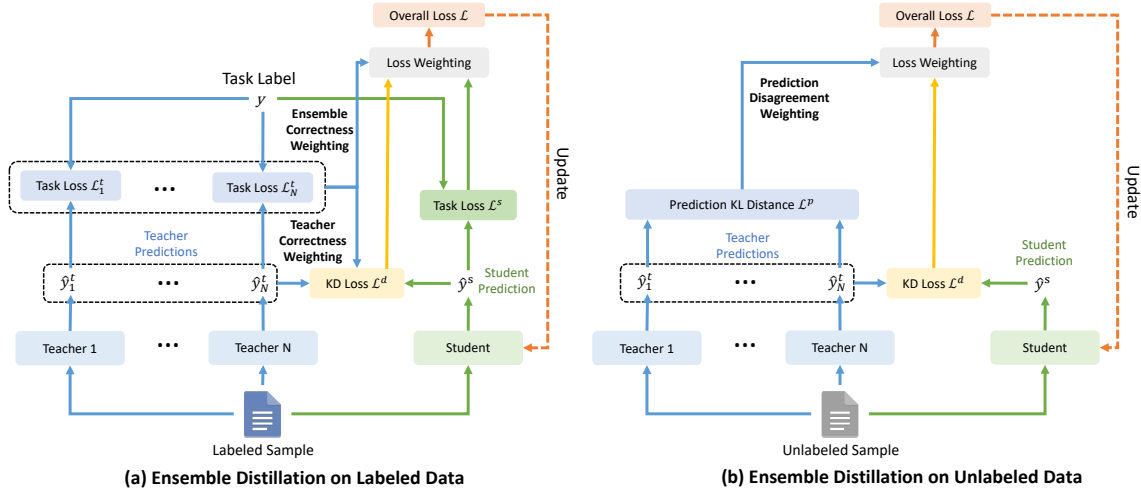 Overall Loss ℒ
Loss Weighting
Task Label
y
Ensemble
Correctness
Weighting
Task Loss ℒ₁ᵗ
...
Task Loss ℒ_Nᵗ
Task Loss ℒˢ
Update
Teacher
Predictions
Teacher
Correctness
Weighting
ŷ₁ᵗ
...
ŷ_Nᵗ
KD Loss ℒᵈ
ŷˢ
Student
Prediction
Teacher 1
...
Teacher N
Student
Labeled Sample
(a) Ensemble Distillation on Labeled Data
Overall Loss ℒ
Loss Weighting
Prediction
Disagreement
Weighting
Update
Prediction KL Distance ℒᵖ
Teacher
Predictions
Student
Prediction
ŷ₁ᵗ
...
ŷ_Nᵗ
KD Loss ℒᵈ
ŷˢ
Teacher 1
...
Teacher N
Student
Unlabeled Sample
(b) Ensemble Distillation on Unlabeled Data